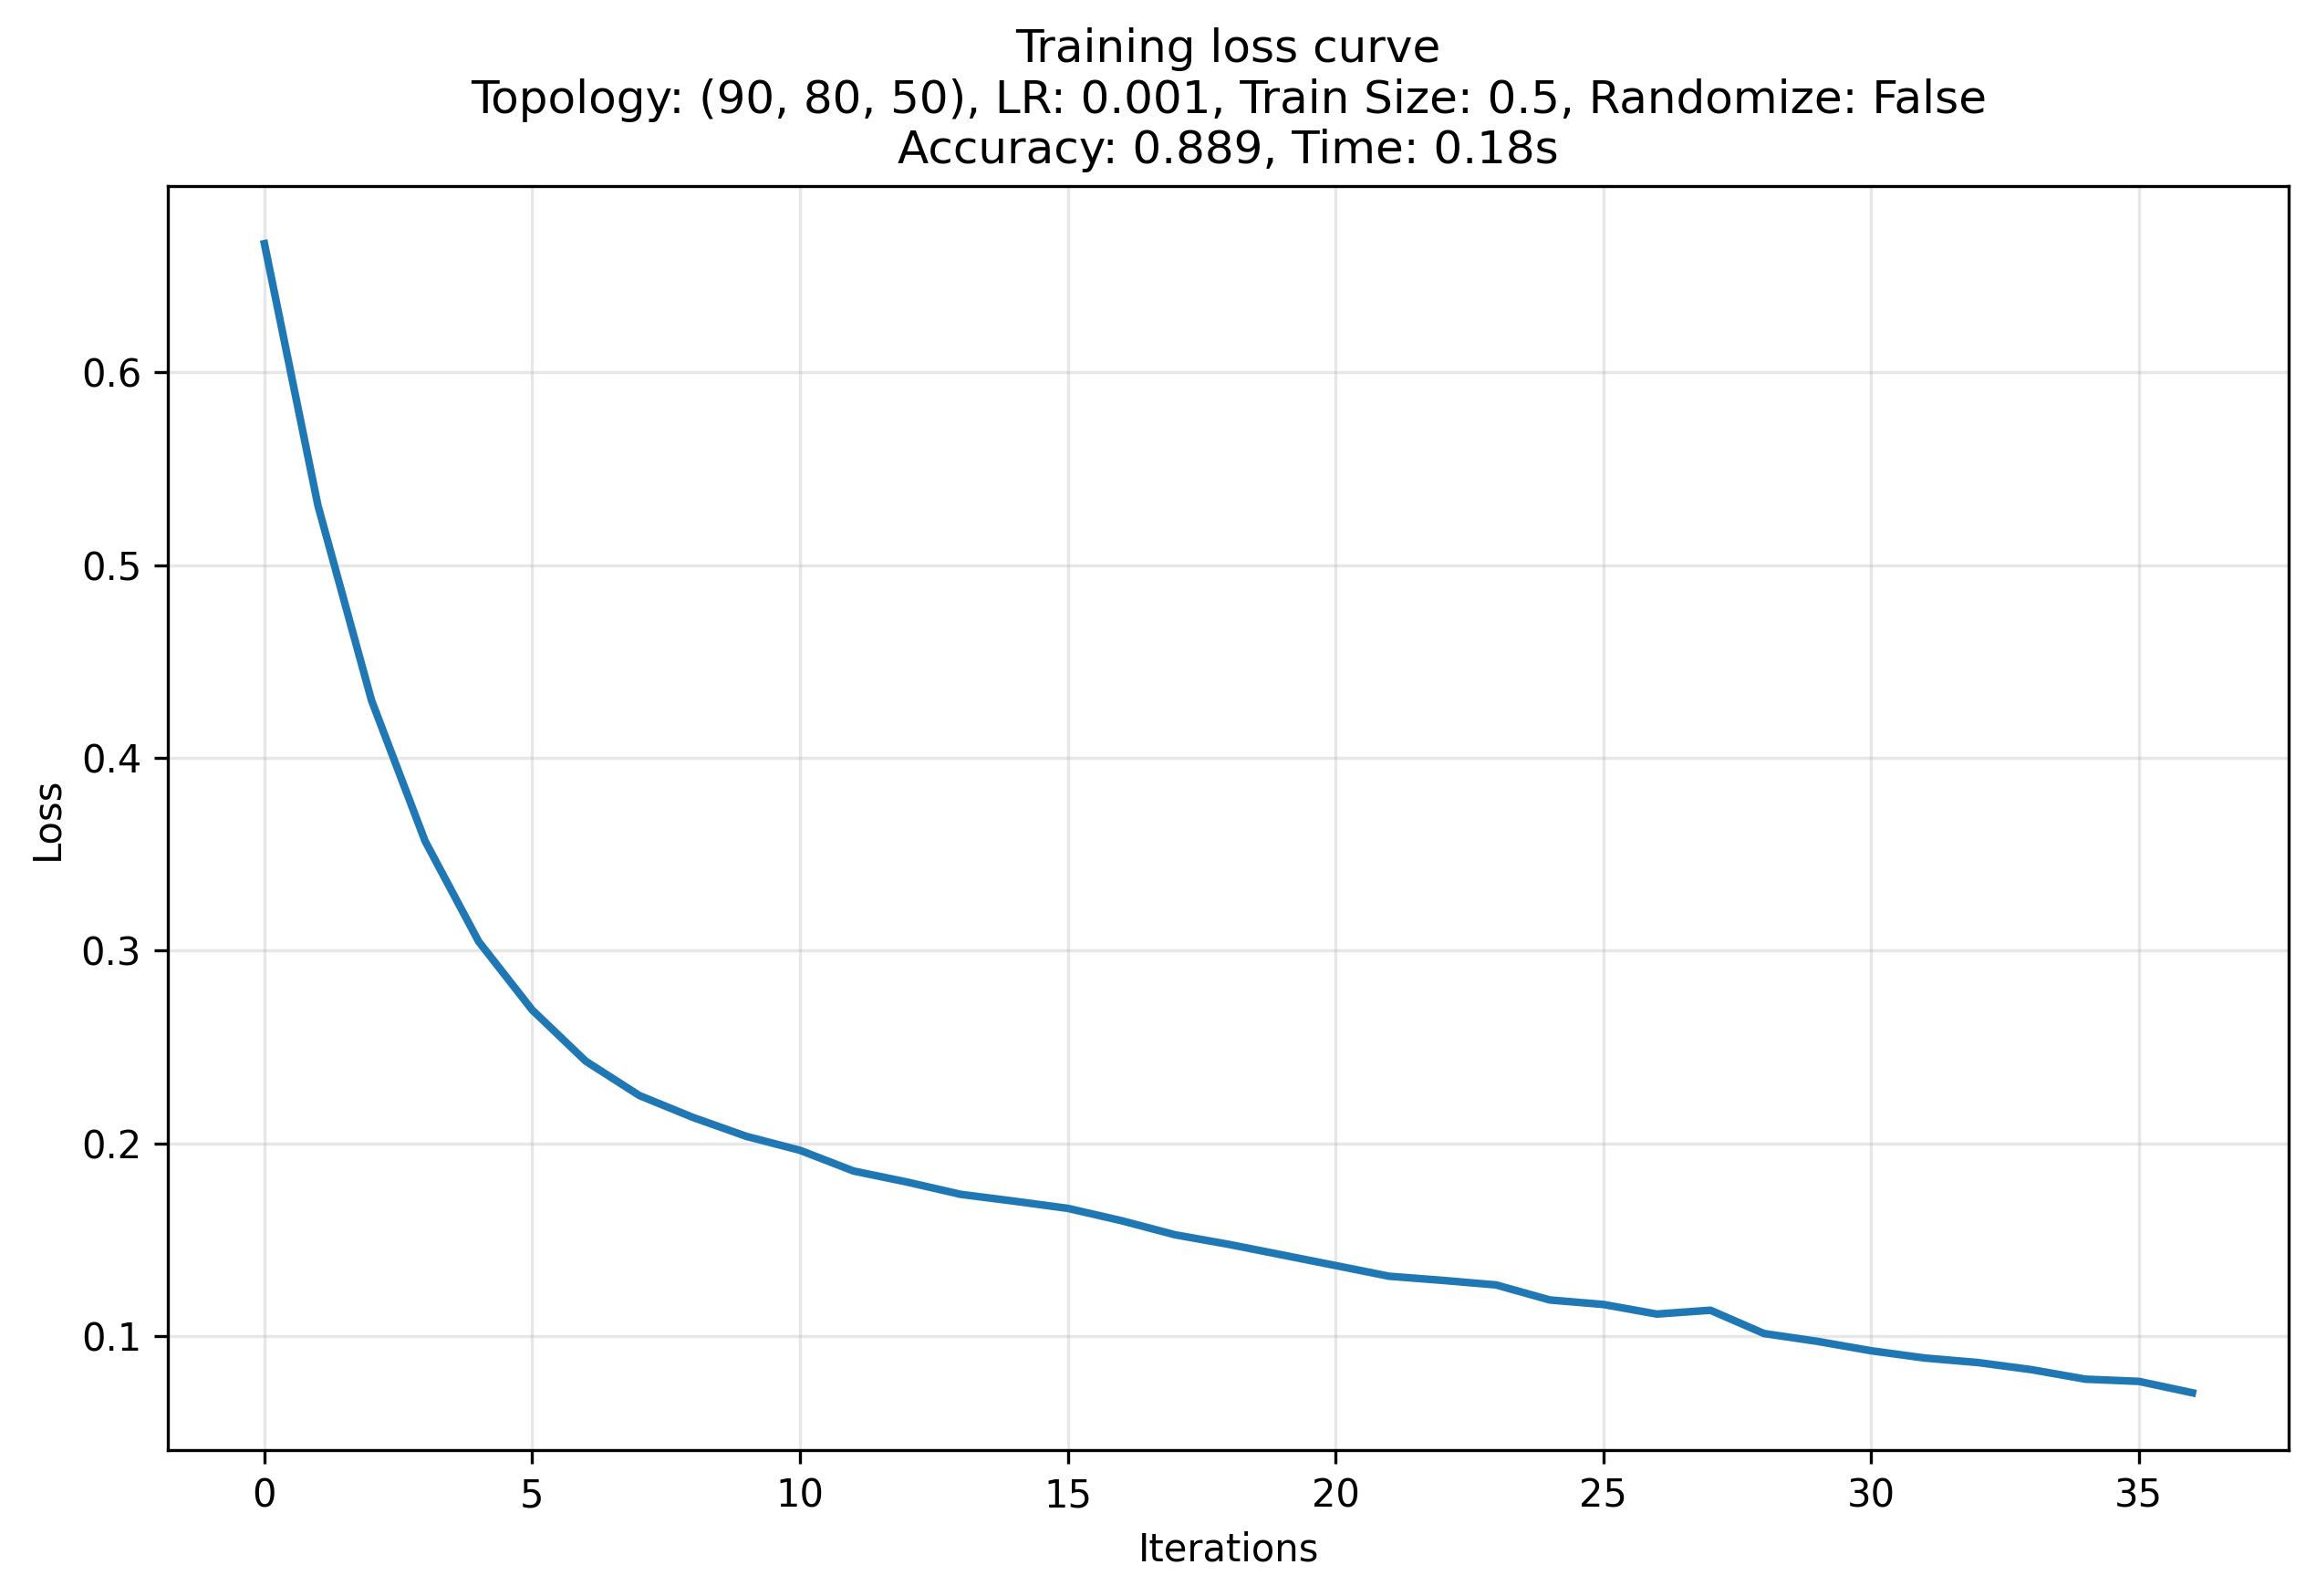 Training loss curve
Topology: (90, 80, 50), LR: 0.001, Train Size: 0.5, Randomize: False
Accuracy: 0.889, Time: 0.18s
0.6
0.5
0.4
0.3
0.2
0.1
Loss
0 5 10 15 20 25 30 35
Iterations